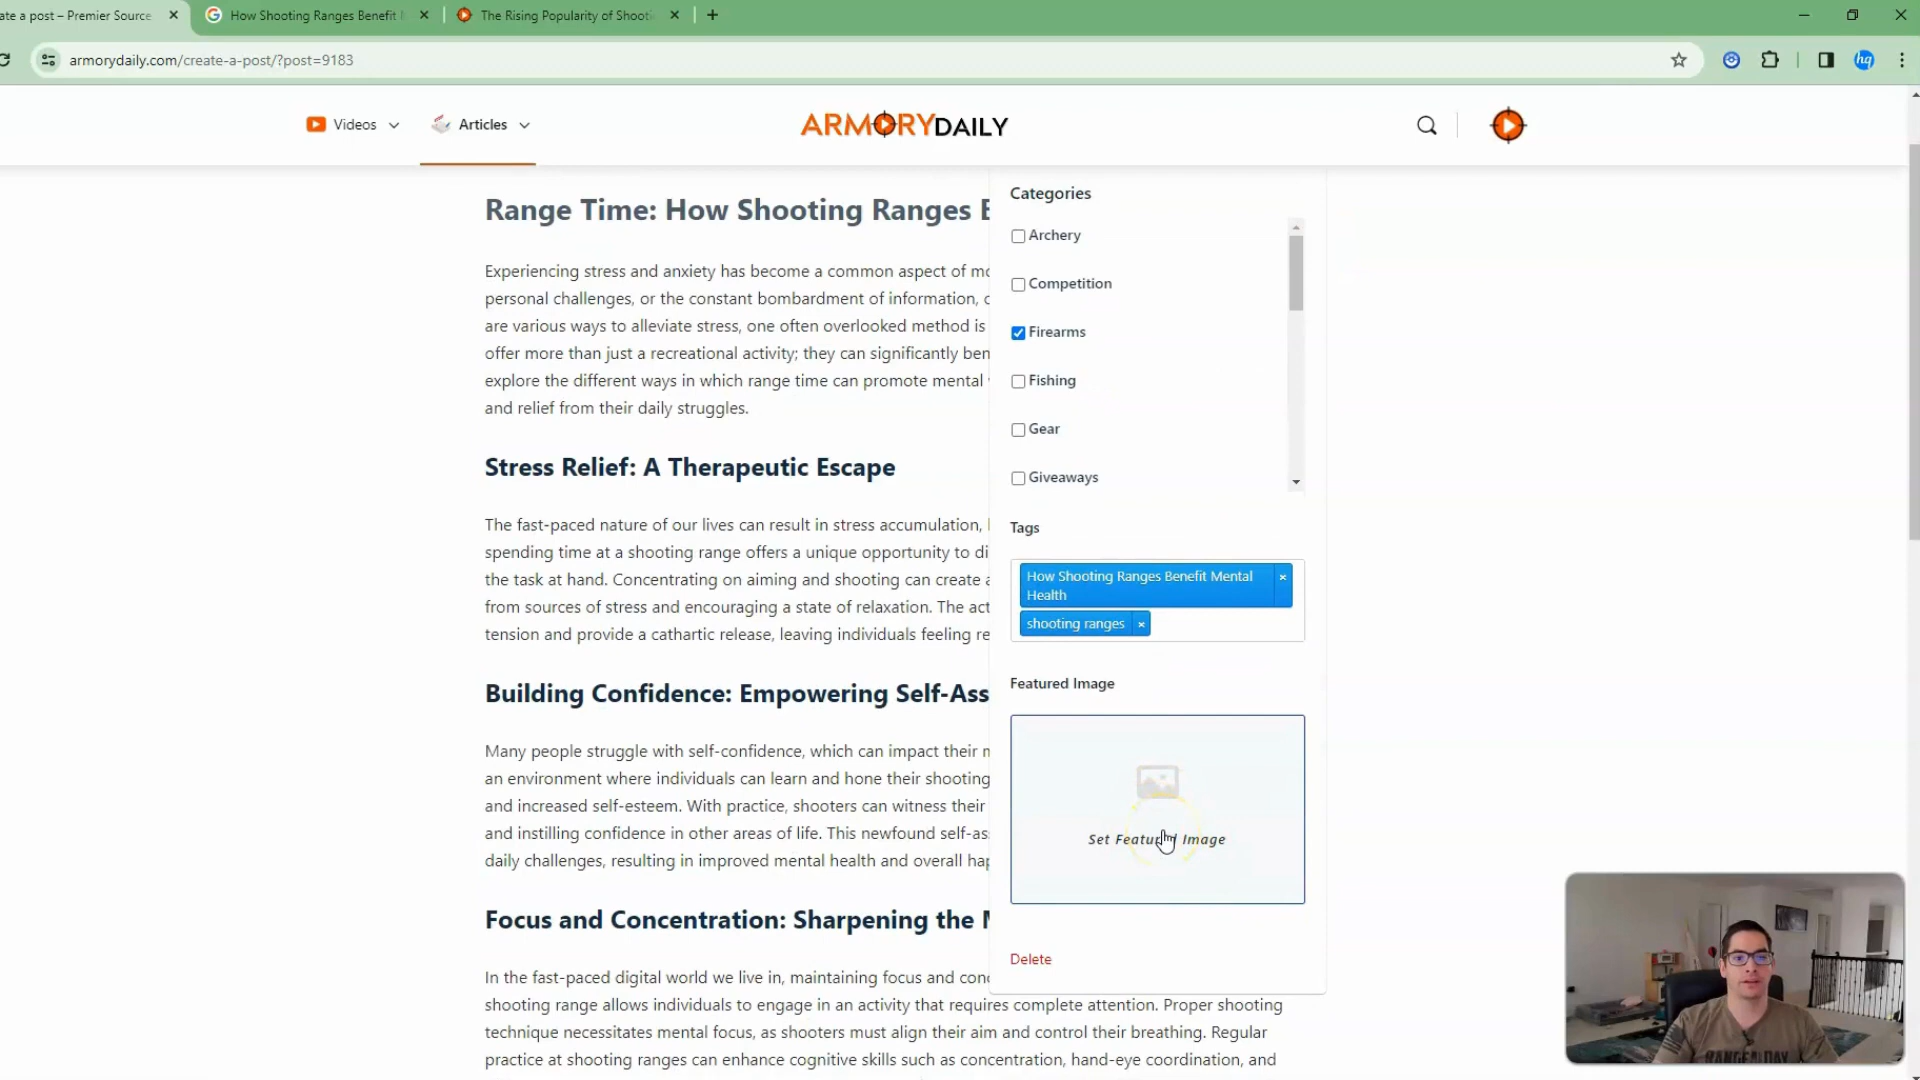 ate a post – Premier Source
How Shooting Ranges Benefit
The Rising Popularity of Shooti
armorydaily.com/create-a-post/?post=9183
hq
Videos
Articles
ARMORYDAILY
Range Time: How Shooting Ranges B
Experiencing stress and anxiety has become a common aspect of mo
personal challenges, or the constant bombardment of information,
are various ways to alleviate stress, one often overlooked method is
offer more than just a recreational activity; they can significantly ben
explore the different ways in which range time can promote mental
and relief from their daily struggles.
Stress Relief: A Therapeutic Escape
The fast-paced nature of our lives can result in stress accumulation,
spending time at a shooting range offers a unique opportunity to di
the task at hand. Concentrating on aiming and shooting can create a
from sources of stress and encouraging a state of relaxation. The act
tension and provide a cathartic release, leaving individuals feeling re
Building Confidence: Empowering Self-Ass
Many people struggle with self-confidence, which can impact their m
an environment where individuals can learn and hone their shooting
and increased self-esteem. With practice, shooters can witness their
and instilling confidence in other areas of life. This newfound self-as
daily challenges, resulting in improved mental health and overall hap
Focus and Concentration: Sharpening the M
In the fast-paced digital world we live in, maintaining focus and conc
shooting range allows individuals to engage in an activity that requires complete attention. Proper shooting
technique necessitates mental focus, as shooters must align their aim and control their breathing. Regular
practice at shooting ranges can enhance cognitive skills such as concentration, hand-eye coordination, and
Categories
Archery
Competition
Firearms
Fishing
Gear
Giveaways
Tags
How Shooting Ranges Benefit Mental
Health
shooting ranges
Featured Image
Set Featured Image
Delete